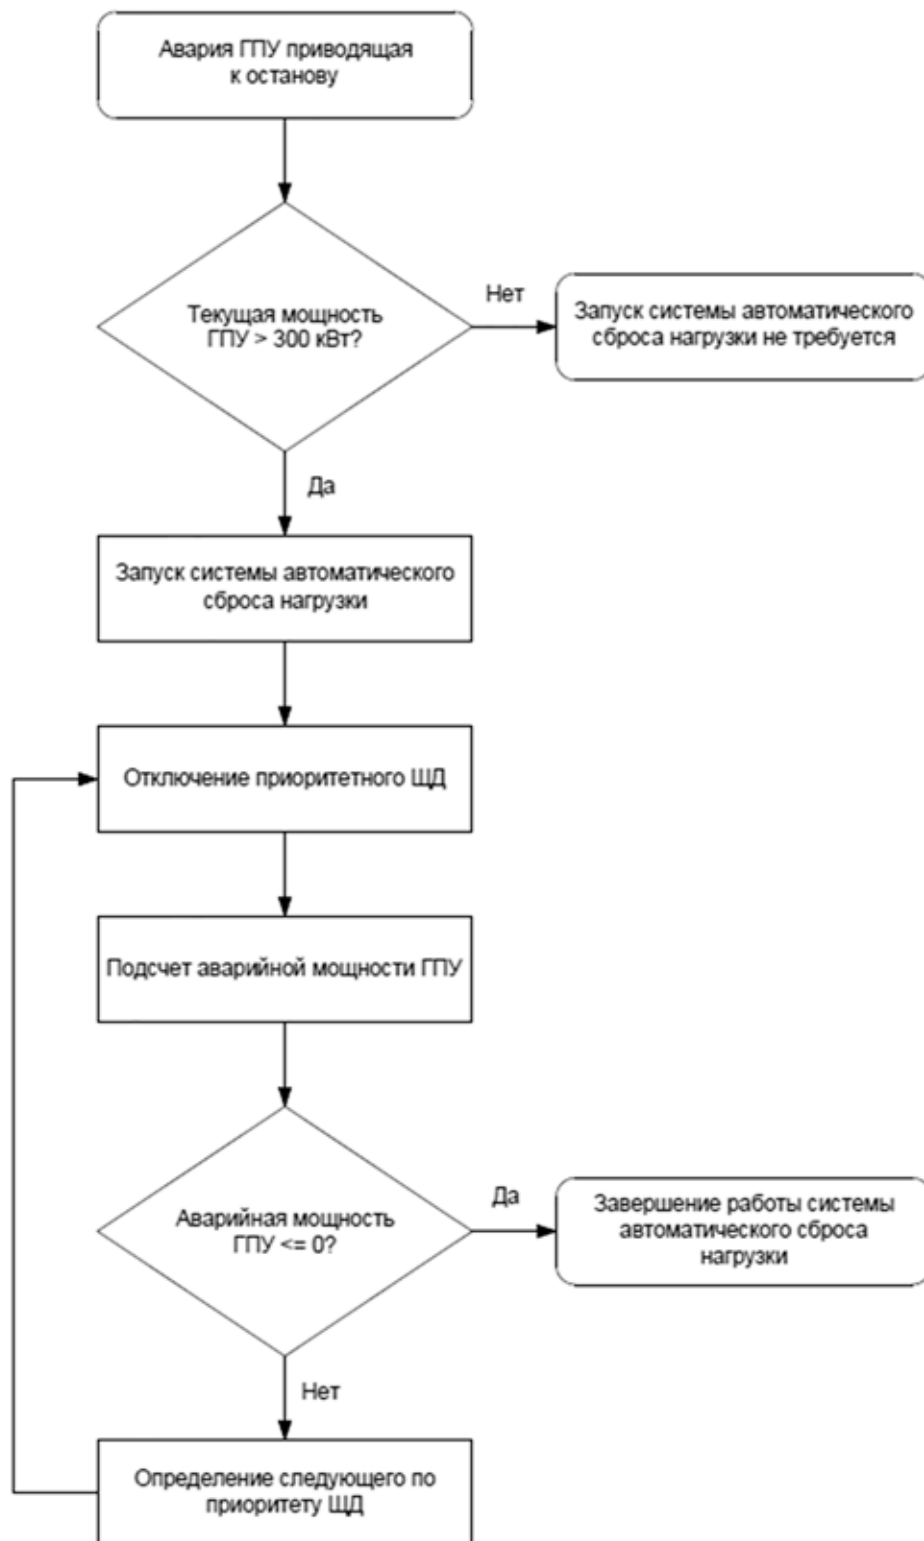 Авария ГПУ приводящая
к останову
Текущая мощность
ГПУ > 300 кВт?
Нет
Запуск системы автоматического
сброса нагрузки не требуется
Да
Запуск системы автоматического
сброса нагрузки
Отключение приоритетного ЩД
Подсчет аварийной мощности ГПУ
Аварийная мощность
ГПУ <= 0?
Да
Завершение работы системы
автоматического сброса
нагрузки
Нет
Определение следующего по
приоритету ЩД